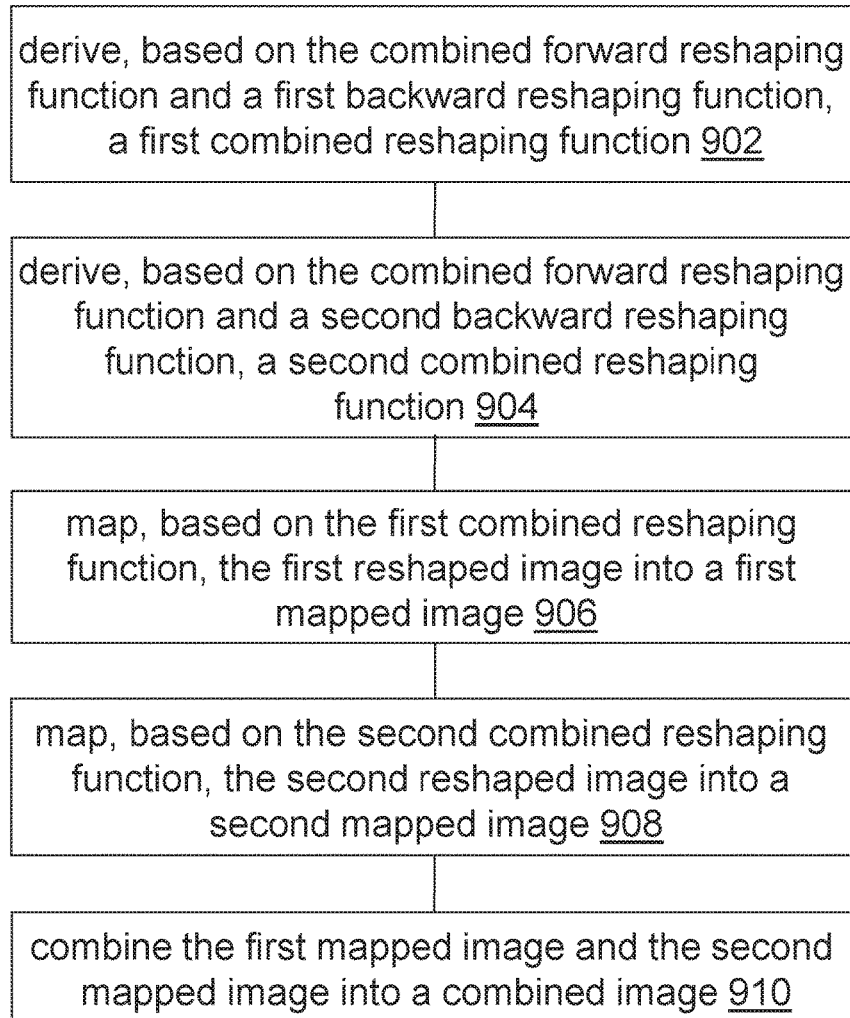 derive, based on the combined forward reshaping
function and a first backward reshaping function,
a first combined reshaping function 902
derive, based on the combined forward reshaping
function and a second backward reshaping
function, a second combined reshaping
function 904
map, based on the first combined reshaping
function, the first reshaped image into a first
mapped image 906
map, based on the second combined reshaping
function, the second reshaped image into a
second mapped image 908
combine the first mapped image and the second
mapped image into a combined image 910